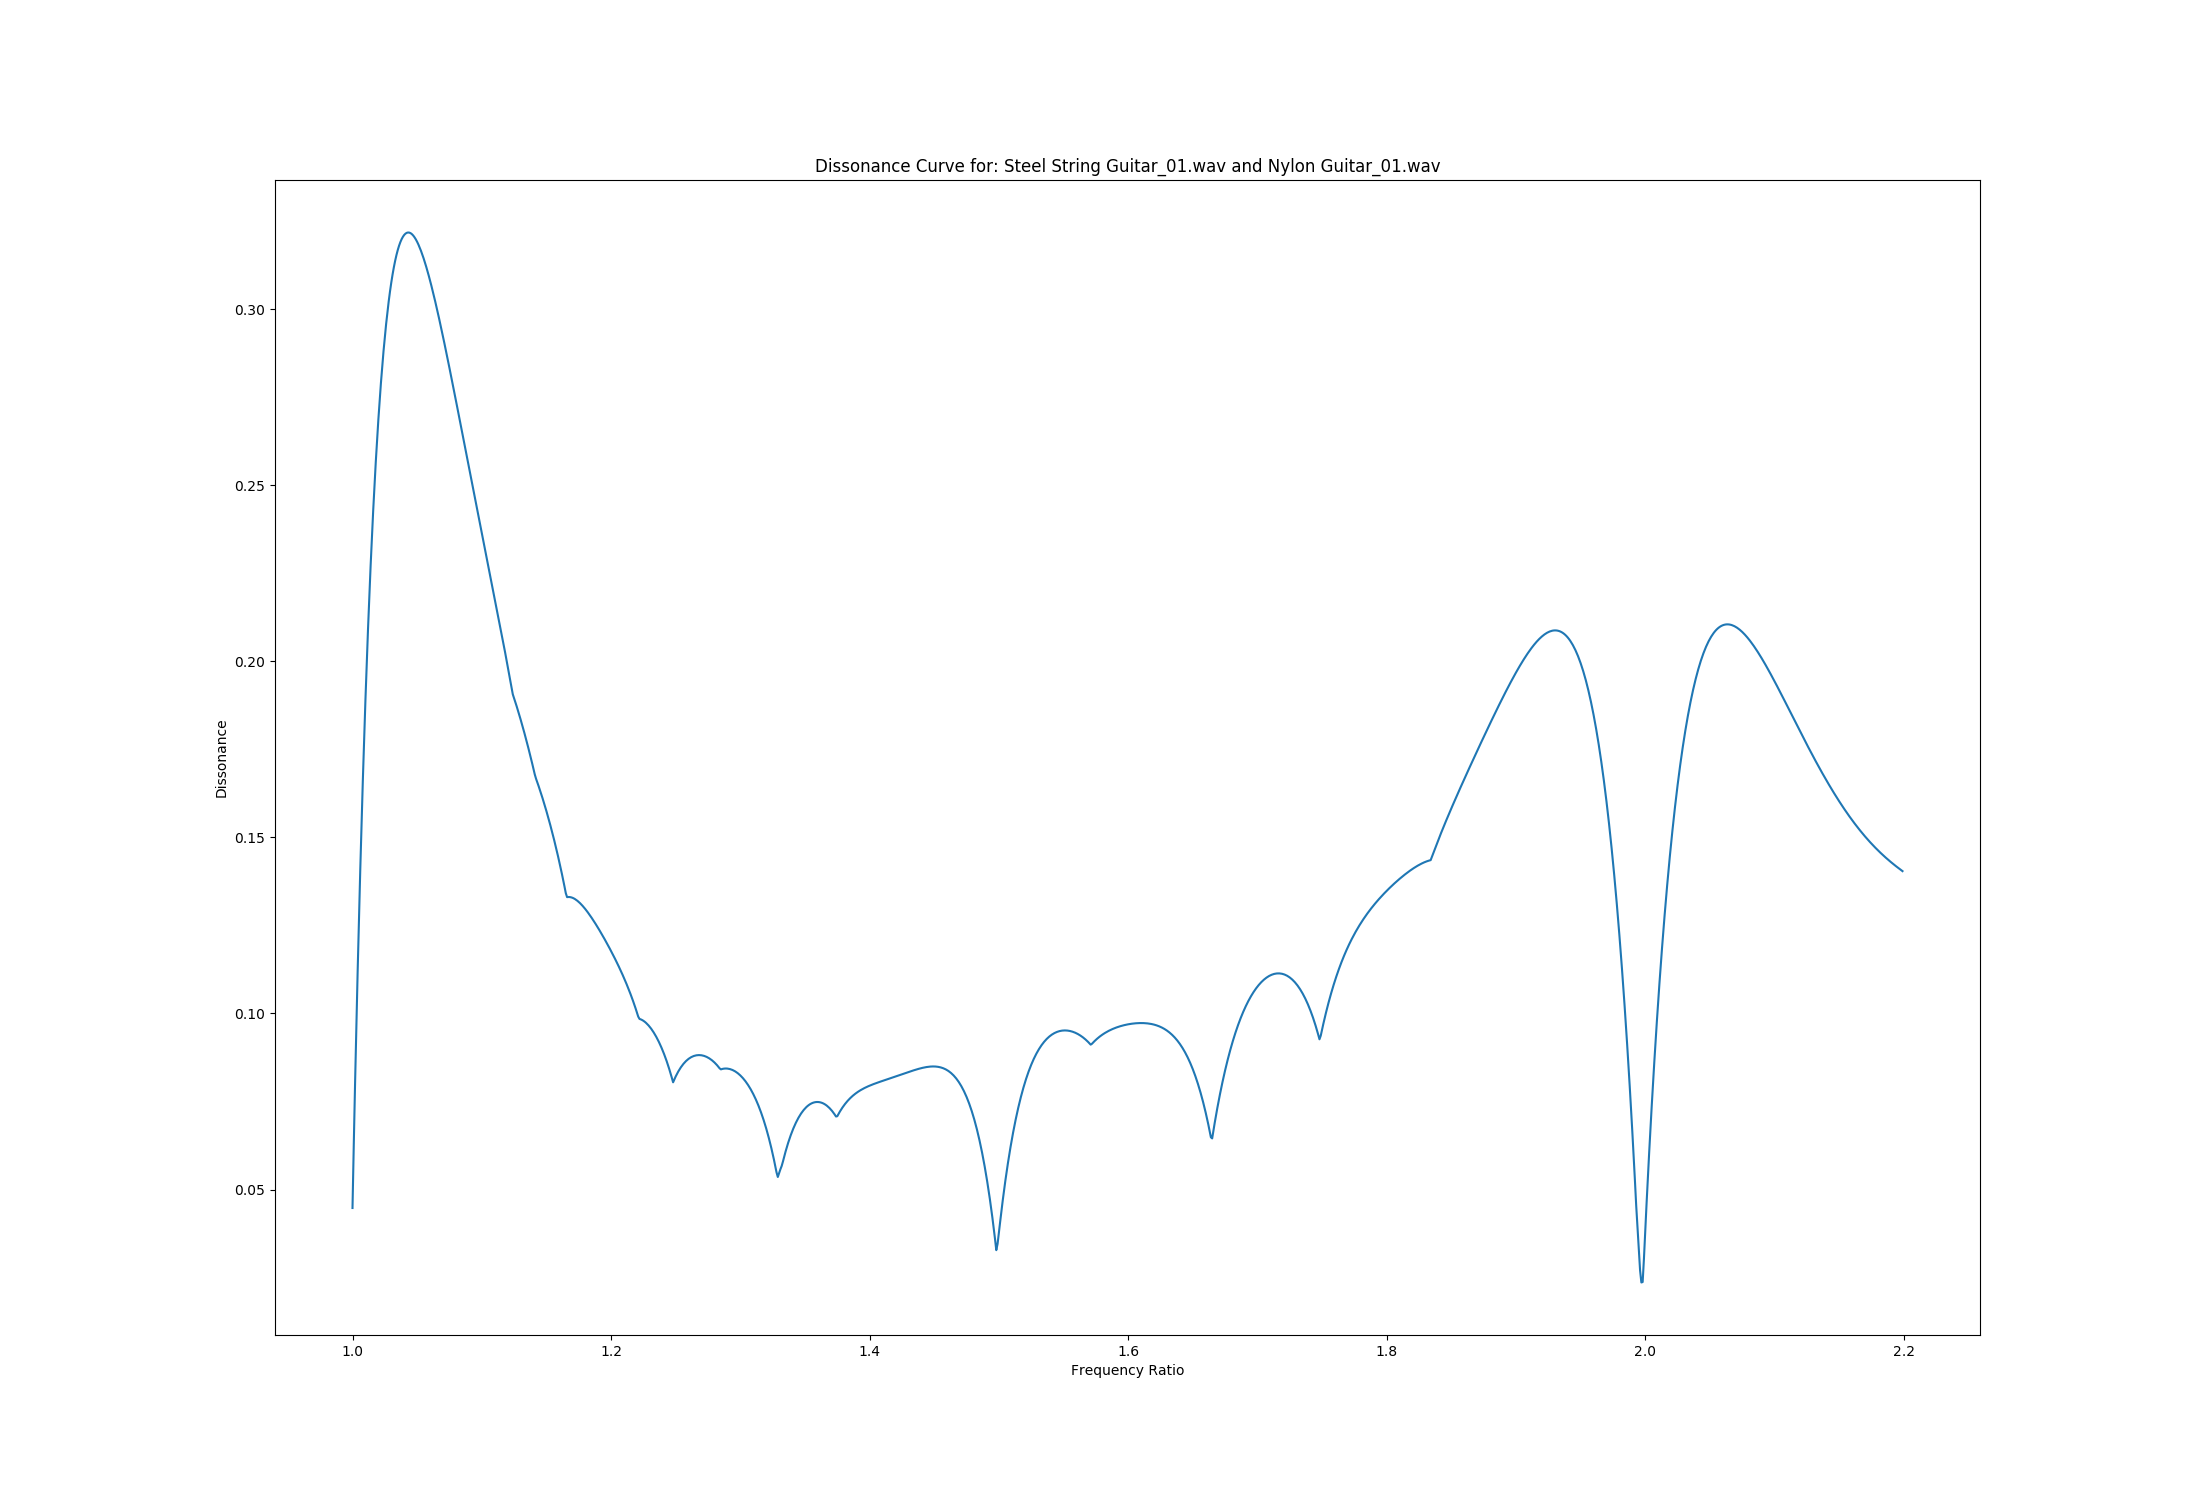 Dissonance Curve for: Steel String Guitar_01.wav and Nylon Guitar_01.wav
0.30
0.25
0.20
0.15
0.10
0.05
Dissonance
1.0 1.2 1.4 1.6 1.8 2.0 2.2
Frequency Ratio